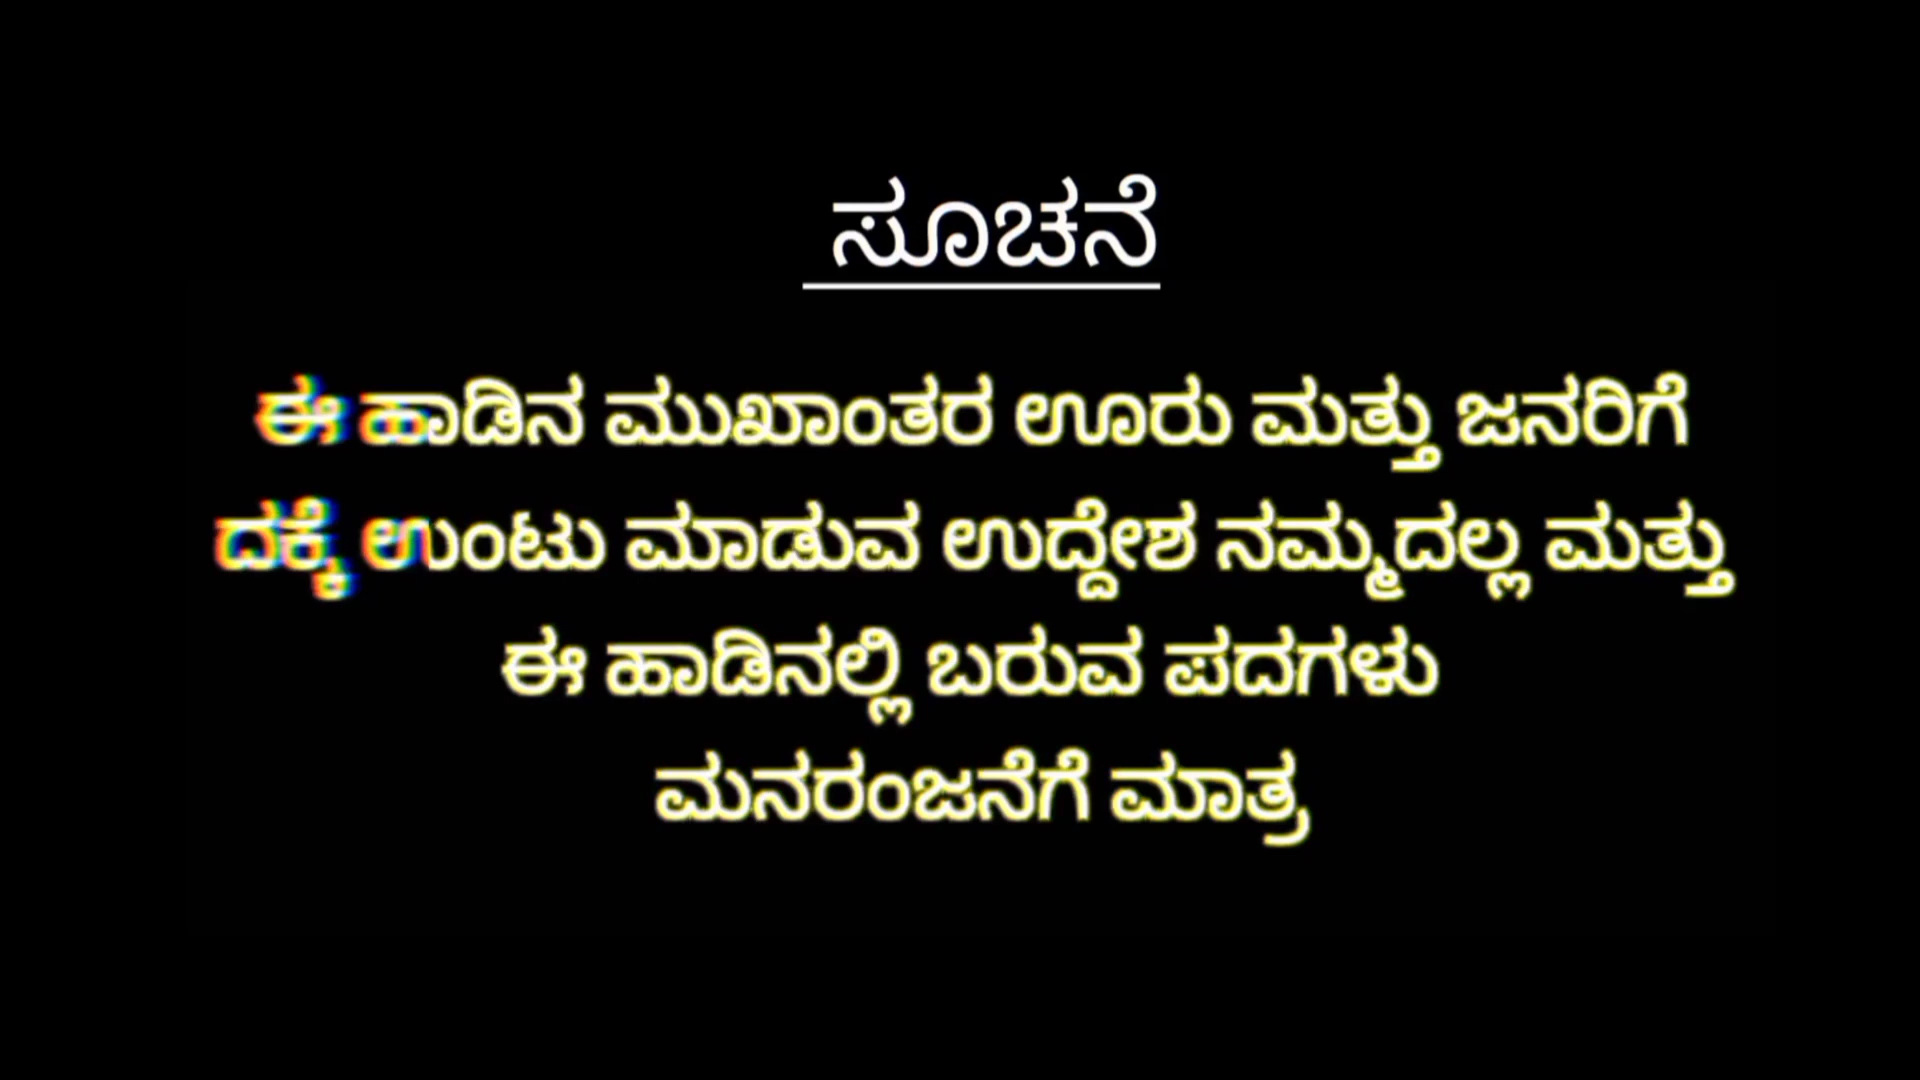 ಸೂಚನೆ
ಈ ಹಾಡಿನ ಮುಖಾಂತರ ಊರು ಮತ್ತು ಜನರಿಗೆ
ದಕ್ಕೆ ಉಂಟು ಮಾಡುವ ಉದ್ದೇಶ ನಮ್ಮದಲ್ಲ ಮತ್ತು
ಈ ಹಾಡಿನಲ್ಲಿ ಬರುವ ಪದಗಳು
ಮನರಂಜನೆಗೆ ಮಾತ್ರ